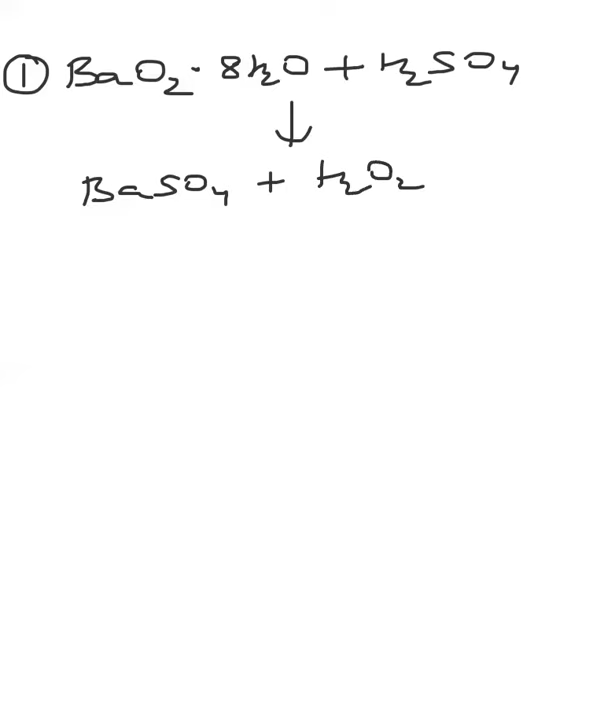 ① BaO₂·8H₂O + H₂SO₄
↓
BaSO₄ + H₂O₂